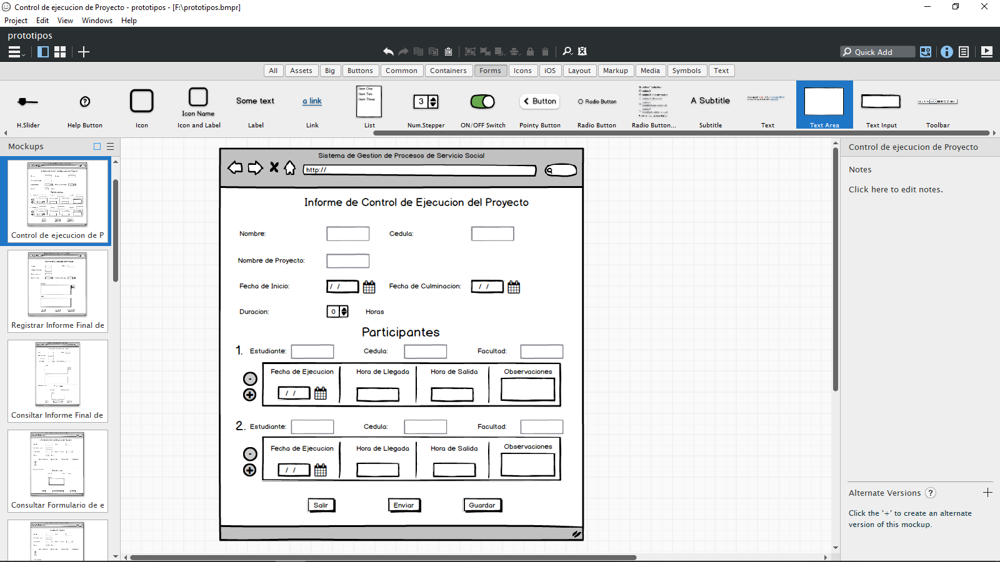 Control de ejecucion de Proyecto - prototipos - [F:\prototipos.bmpr]
Project Edit View Windows Help
prototipos
Quick Add
All Assets Big Buttons Common Containers Forms Icons iOS Layout Markup Media Symbols Text
Icon Name
Some text
a link
Item One
Item Two
Item Three
3
Button
Radio Button
A Subtitle
H.Slider Help Button Icon Icon and Label Label Link List Num.Stepper ON/OFF Switch Pointy Button Radio Button Radio Button... Subtitle Text Text Area Text Input Toolbar
Mockups
Control de ejecucion de P
Registrar Informe Final de
Consiltar Informe Final de
Consultar Formulario de e
Sistema de Gestion de Procesos de Servicio Social
http://
Informe de Control de Ejecucion del Proyecto
Nombre: Cedula:
Nombre de Proyecto:
Fecha de Inicio: / / Fecha de Culminacion: / /
Duracion: 0 Horas
Participantes
1. Estudiante: Cedula: Facultad:
Fecha de Ejecucion Hora de Llegada Hora de Salida Observaciones
-
/ /
+
2. Estudiante: Cedula: Facultad:
Fecha de Ejecucion Hora de Llegada Hora de Salida Observaciones
-
/ /
+
Salir Enviar Guardar
Control de ejecucion de Proyecto
Notes
Click here to edit notes.
Alternate Versions ?
Click the '+' to create an alternate
version of this mockup.